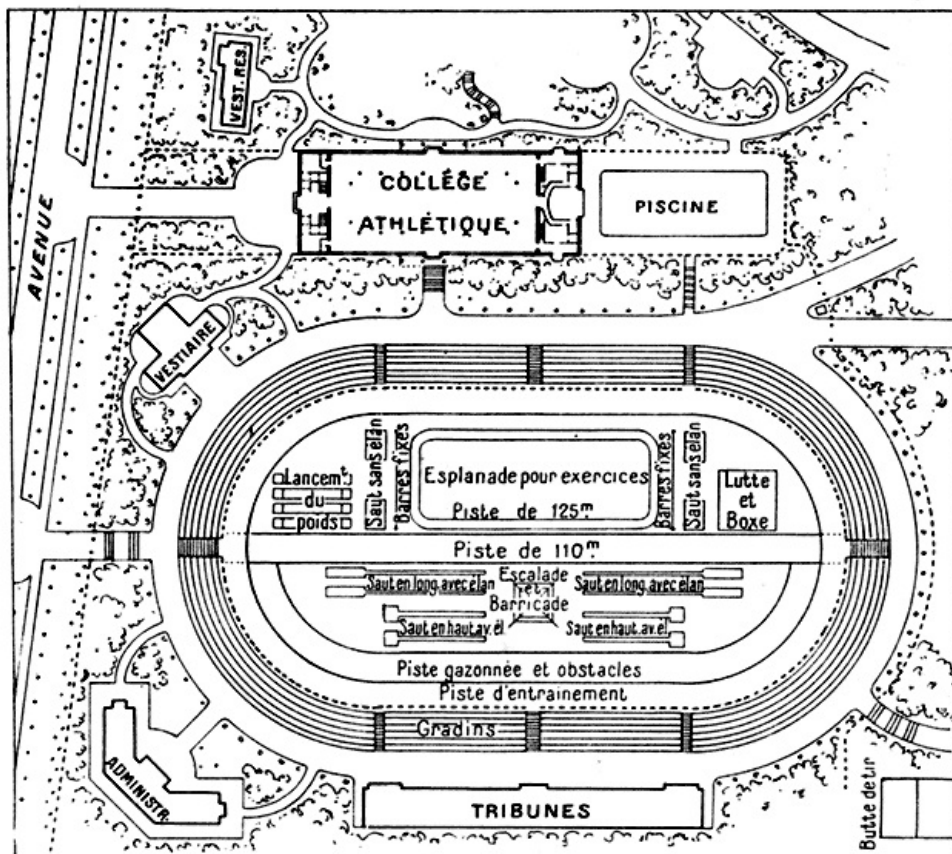 VEST. RES.
AVENUE
COLLÉGE
ATHLÉTIQUE
PISCINE
VESTIAIRE
Lancemt.
du
poids
Saut sans élan
Barres fixes
Esplanade pour exercices
Piste de 125m
Barres fixes
Saut sans élan
Lutte
et
Boxe
Piste de 110m.
Saut en long avec élan
Escalade
et
Barricade
Saut en long avec élan
Saut en haut av. él
Saut en haut av. él
Piste gazonnée et obstacles
Piste d'entrainement
Gradins
ADMINISTR.
TRIBUNES
Butte de tir